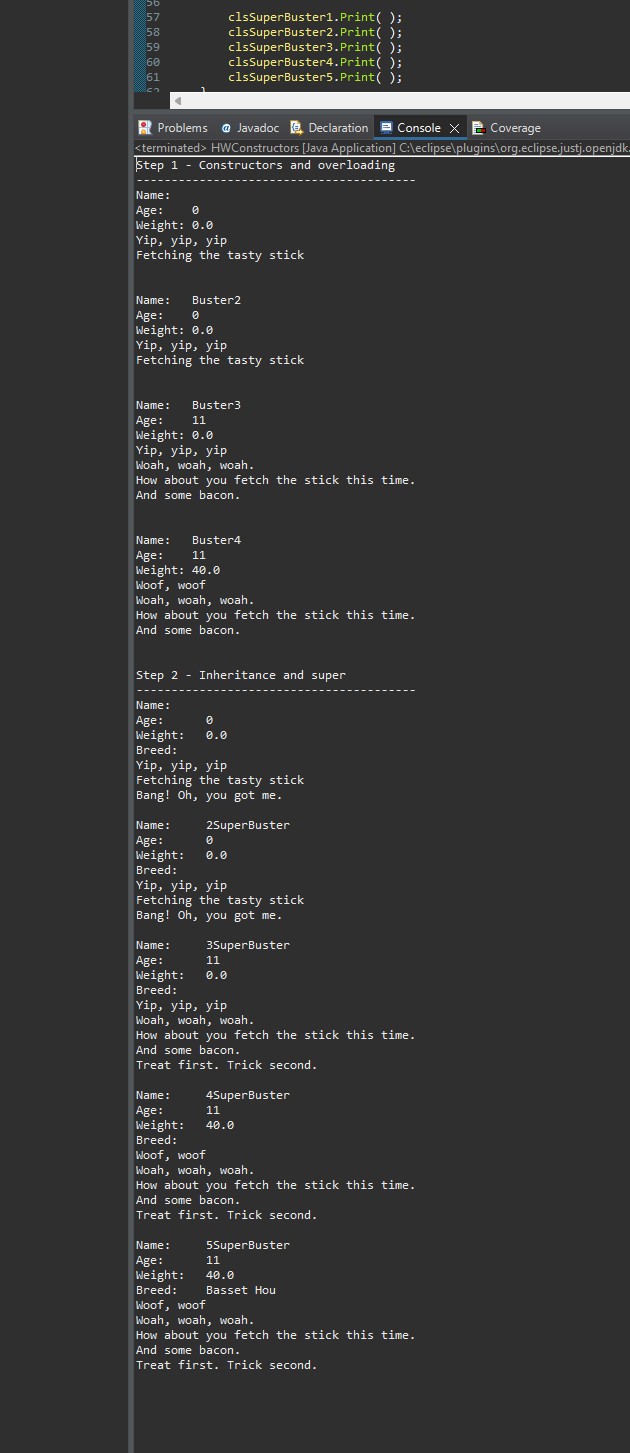 56
57 clsSuperBuster1.Print( );
58 clsSuperBuster2.Print( );
59 clsSuperBuster3.Print( );
60 clsSuperBuster4.Print( );
61 clsSuperBuster5.Print( );
62 }
Problems @ Javadoc Declaration Console Coverage
<terminated> HWConstructors [Java Application] C:\eclipse\plugins\org.eclipse.justj.openjdk.
Step 1 - Constructors and overloading
----------------------------------------
Name:
Age: 0
Weight: 0.0
Yip, yip, yip
Fetching the tasty stick
Name: Buster2
Age: 0
Weight: 0.0
Yip, yip, yip
Fetching the tasty stick
Name: Buster3
Age: 11
Weight: 0.0
Yip, yip, yip
Woah, woah, woah.
How about you fetch the stick this time.
And some bacon.
Name: Buster4
Age: 11
Weight: 40.0
Woof, woof
Woah, woah, woah.
How about you fetch the stick this time.
And some bacon.
Step 2 - Inheritance and super
----------------------------------------
Name:
Age: 0
Weight: 0.0
Breed:
Yip, yip, yip
Fetching the tasty stick
Bang! Oh, you got me.
Name: 2SuperBuster
Age: 0
Weight: 0.0
Breed:
Yip, yip, yip
Fetching the tasty stick
Bang! Oh, you got me.
Name: 3SuperBuster
Age: 11
Weight: 0.0
Breed:
Yip, yip, yip
Woah, woah, woah.
How about you fetch the stick this time.
And some bacon.
Treat first. Trick second.
Name: 4SuperBuster
Age: 11
Weight: 40.0
Breed:
Woof, woof
Woah, woah, woah.
How about you fetch the stick this time.
And some bacon.
Treat first. Trick second.
Name: 5SuperBuster
Age: 11
Weight: 40.0
Breed: Basset Hou
Woof, woof
Woah, woah, woah.
How about you fetch the stick this time.
And some bacon.
Treat first. Trick second.